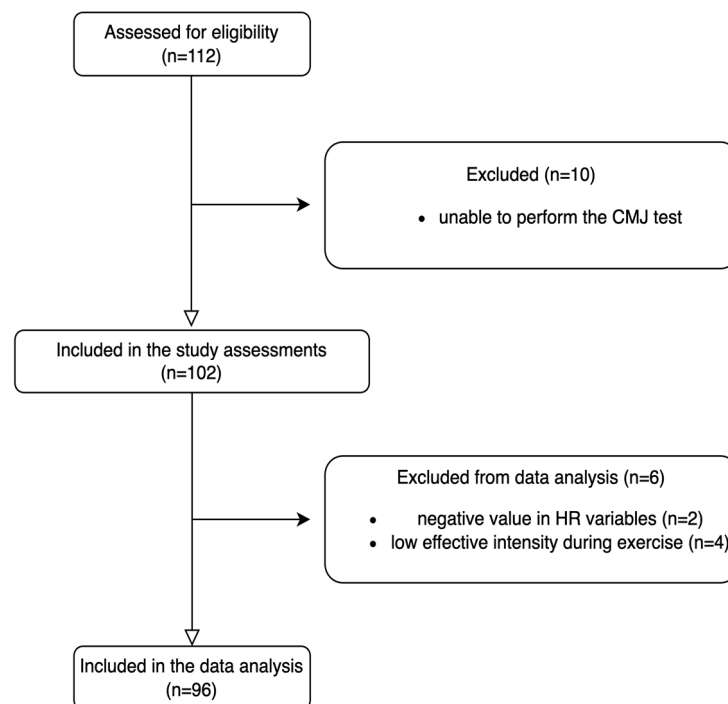 Assessed for eligibility
(n=112)
Excluded (n=10)
• unable to perform the CMJ test
Included in the study assessments
(n=102)
Excluded from data analysis (n=6)
• negative value in HR variables (n=2)
• low effective intensity during exercise (n=4)
Included in the data analysis
(n=96)